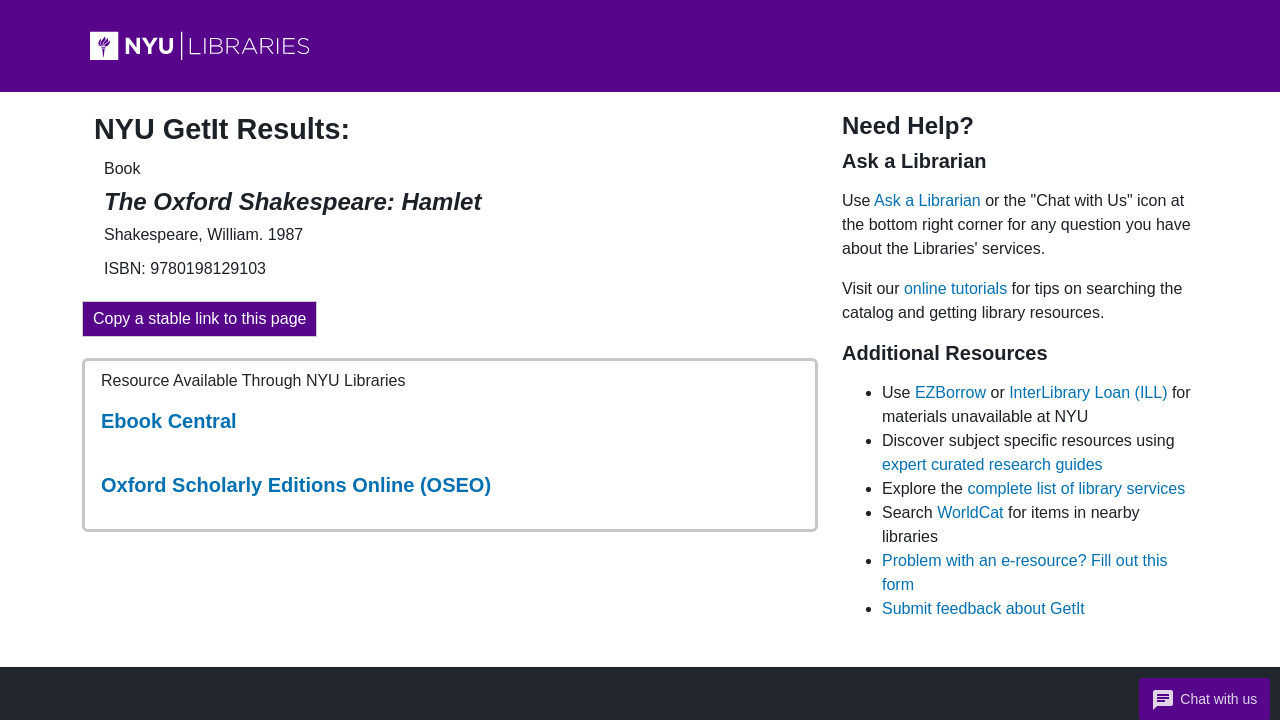 NYU LIBRARIES
NYU GetIt Results:
Book
The Oxford Shakespeare: Hamlet
Shakespeare, William. 1987
ISBN: 9780198129103
Copy a stable link to this page
Resource Available Through NYU Libraries
Ebook Central
Oxford Scholarly Editions Online (OSEO)
Need Help?
Ask a Librarian
Use Ask a Librarian or the "Chat with Us" icon at
the bottom right corner for any question you have
about the Libraries' services.
Visit our online tutorials for tips on searching the
catalog and getting library resources.
Additional Resources
Use EZBorrow or InterLibrary Loan (ILL) for
materials unavailable at NYU
Discover subject specific resources using
expert curated research guides
Explore the complete list of library services
Search WorldCat for items in nearby
libraries
Problem with an e-resource? Fill out this
form
Submit feedback about GetIt
Chat with us